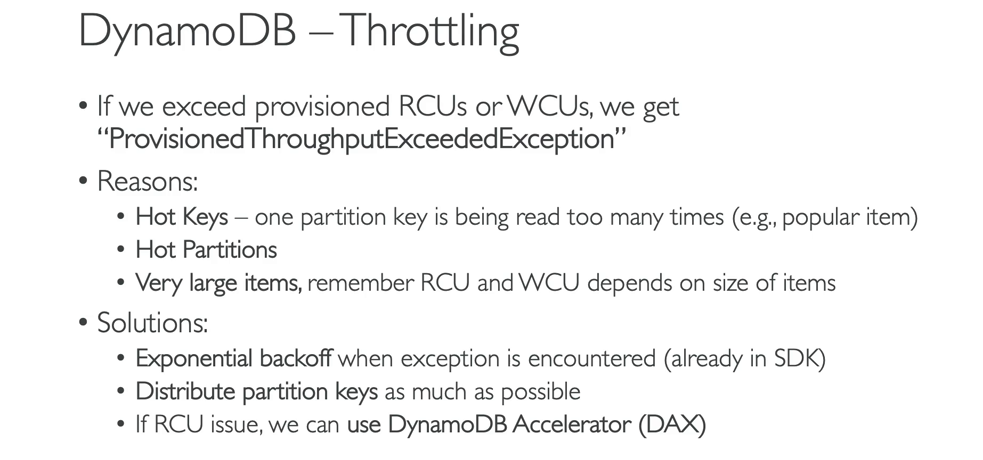 DynamoDB – Throttling
• If we exceed provisioned RCUs or WCUs, we get
“ProvisionedThroughputExceededException”
• Reasons:
• Hot Keys – one partition key is being read too many times (e.g., popular item)
• Hot Partitions
• Very large items, remember RCU and WCU depends on size of items
• Solutions:
• Exponential backoff when exception is encountered (already in SDK)
• Distribute partition keys as much as possible
• If RCU issue, we can use DynamoDB Accelerator (DAX)